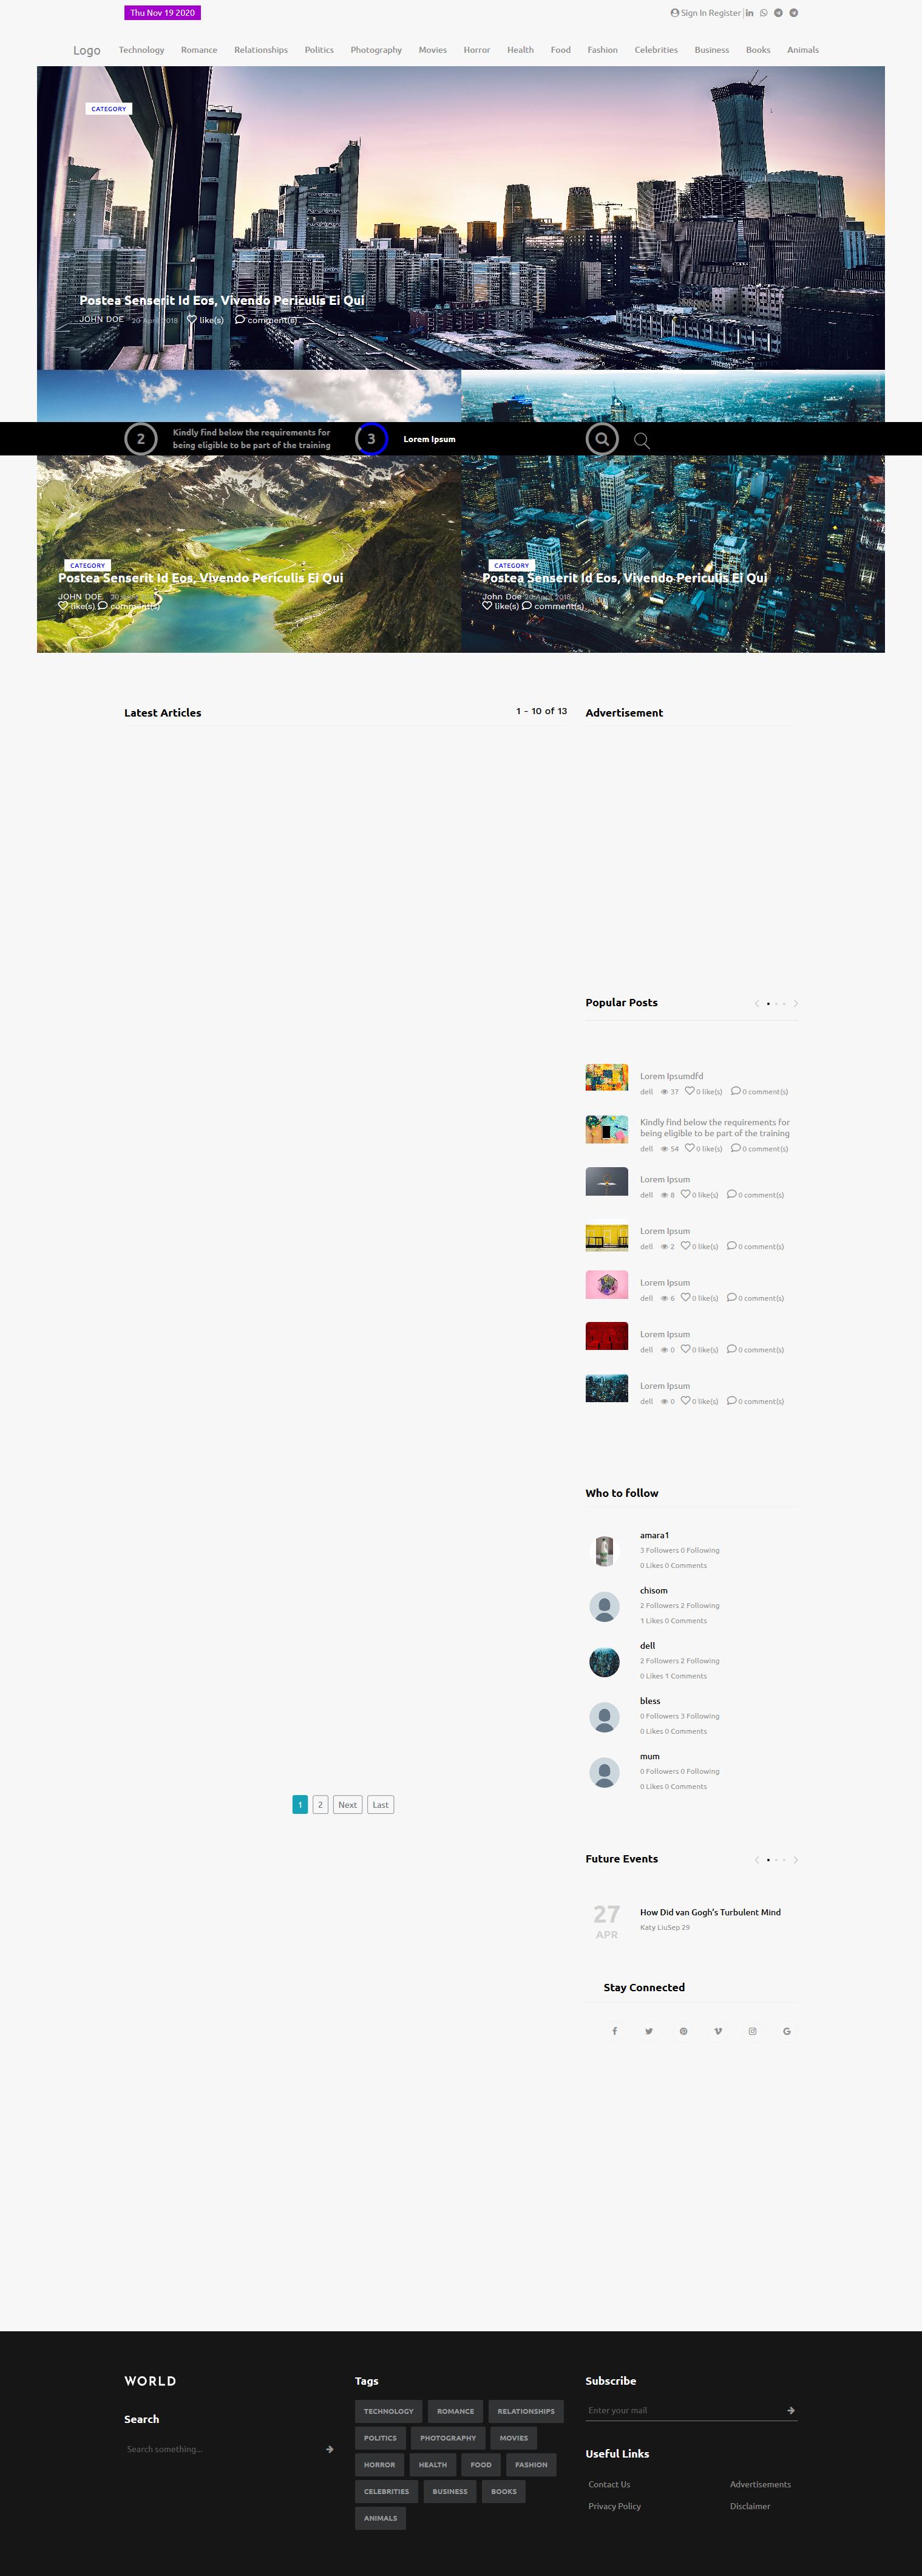 Thu Nov 19 2020
Sign In Register
Logo Technology Romance Relationships Politics Photography Movies Horror Health Food Fashion Celebrities Business Books Animals
CATEGORY
Postea Senserit Id Eos, Vivendo Periculis Ei Qui
JOHN DOE 20 April 2018 like(s) comment(s)
2
Kindly find below the requirements for
being eligible to be part of the training
3
Lorem Ipsum
CATEGORY
Postea Senserit Id Eos, Vivendo Periculis Ei Qui
JOHN DOE
like(s) comment(s)
CATEGORY
Postea Senserit Id Eos, Vivendo Periculis Ei Qui
John Doe 20 April 2018
like(s) comment(s)
Latest Articles
1 - 10 of 13
Advertisement
Popular Posts
Lorem Ipsumdfd
dell 37 0 like(s) 0 comment(s)
Kindly find below the requirements for
being eligible to be part of the training
dell 54 0 like(s) 0 comment(s)
Lorem Ipsum
dell 8 0 like(s) 0 comment(s)
Lorem Ipsum
dell 2 0 like(s) 0 comment(s)
Lorem Ipsum
dell 6 0 like(s) 0 comment(s)
Lorem Ipsum
dell 0 0 like(s) 0 comment(s)
Lorem Ipsum
dell 0 0 like(s) 0 comment(s)
Who to follow
amara1
3 Followers 0 Following
0 Likes 0 Comments
chisom
2 Followers 2 Following
1 Likes 0 Comments
dell
2 Followers 2 Following
0 Likes 1 Comments
bless
0 Followers 3 Following
0 Likes 0 Comments
mum
0 Followers 0 Following
0 Likes 0 Comments
1 2 Next Last
Future Events
27
APR
How Did van Gogh's Turbulent Mind
Katy LiuSep 29
Stay Connected
WORLD
Search
Search something...
Tags
TECHNOLOGY ROMANCE RELATIONSHIPS
POLITICS PHOTOGRAPHY MOVIES
HORROR HEALTH FOOD FASHION
CELEBRITIES BUSINESS BOOKS
ANIMALS
Subscribe
Enter your mail
Useful Links
Contact Us Advertisements
Privacy Policy Disclaimer